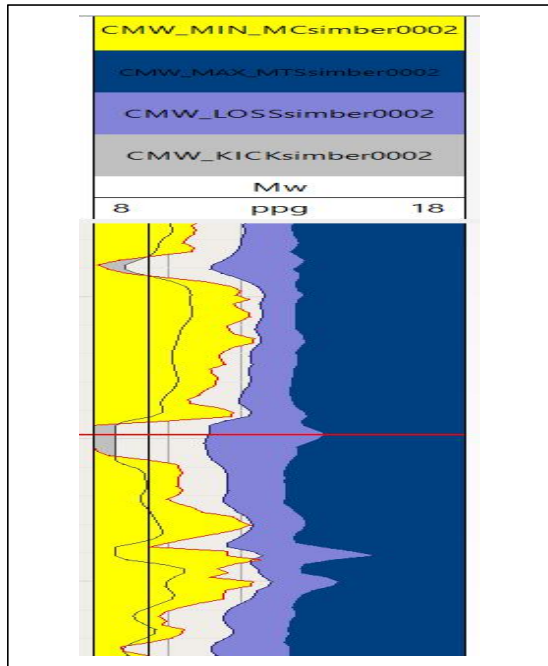 CMW_MIN_MCsimber0002
CMW_MAX_MTSsimber0002
CMW_LOSSsimber0002
CMW_KICKsimber0002
Mw
8 ppg 18